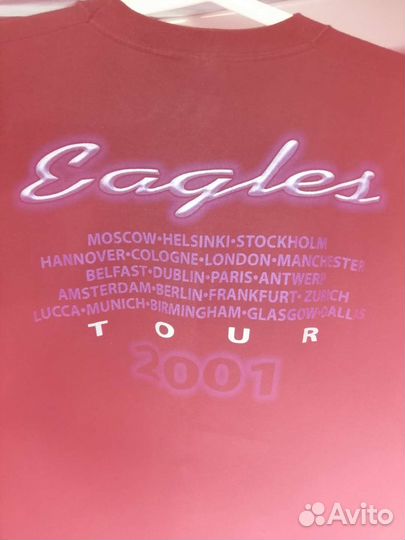 Eagles
MOSCOW•HELSINKI•STOCKHOLM
HANNOVER•COLOGNE•LONDON•MANCHESTER
BELFAST•DUBLIN•PARIS•ANTWERP
AMSTERDAM•BERLIN•FRANKFURT•ZURICH
LUCCA•MUNICH•BIRMINGHAM•GLASGOW•DALLAS
TOUR
2001
Avito